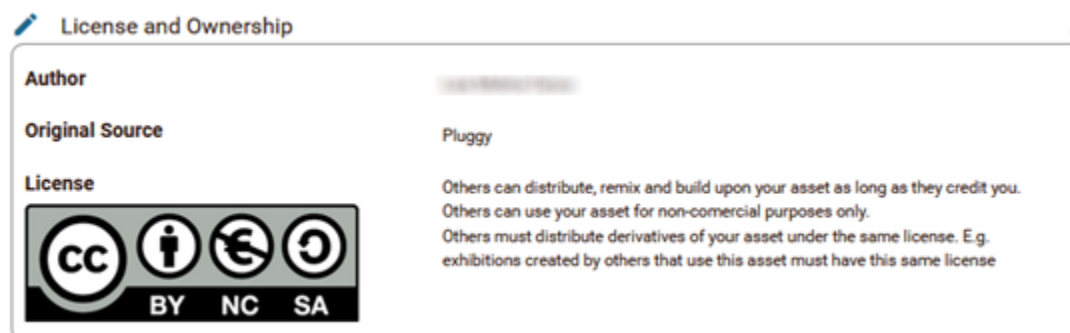 License and Ownership
Author
Original Source
Pluggy
License
Others can distribute, remix and build upon your asset as long as they credit you.
Others can use your asset for non-comercial purposes only.
Others must distribute derivatives of your asset under the same license. E.g.
exhibitions created by others that use this asset must have this same license
cc
BY NC SA